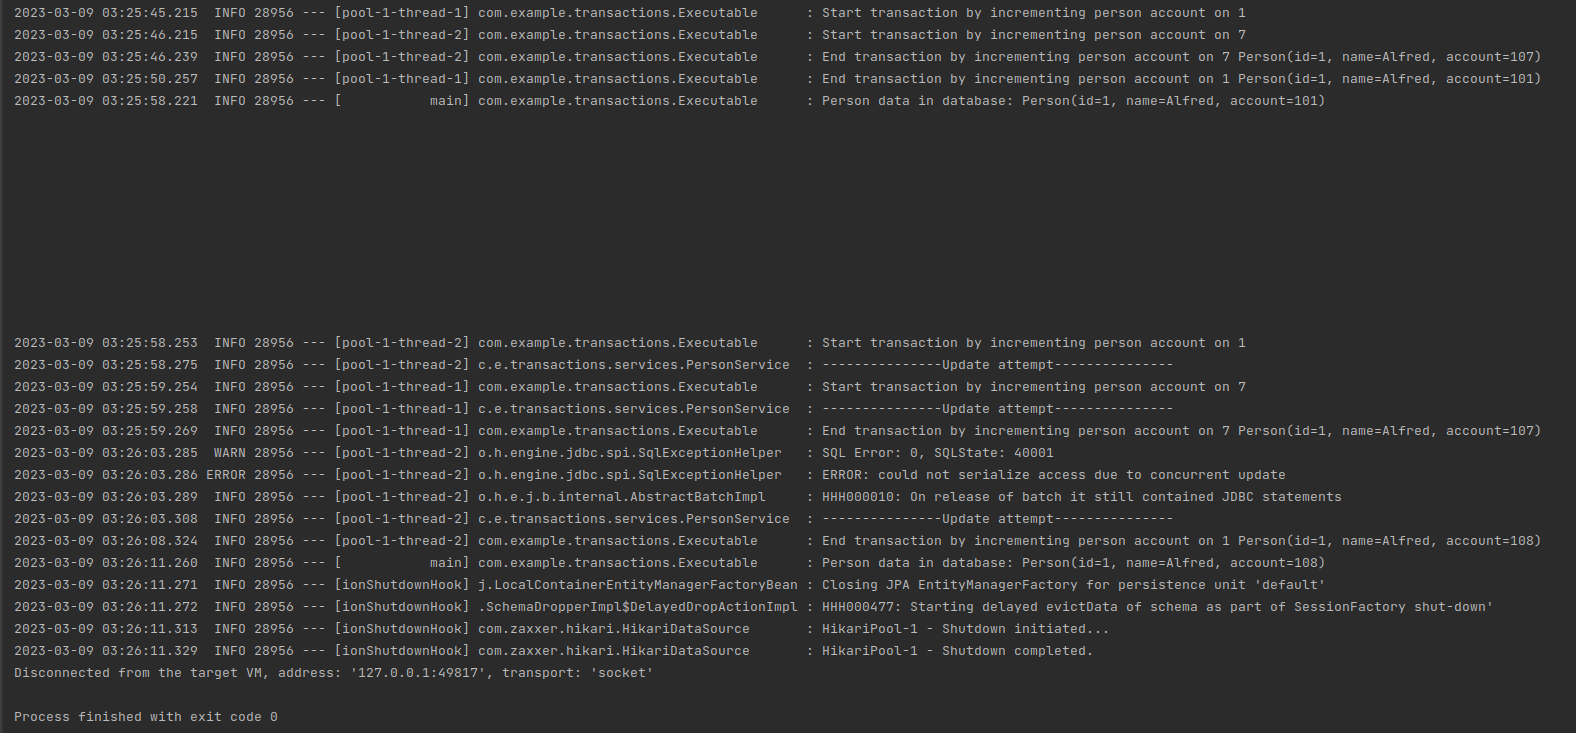 2023-03-09 03:25:45.215  INFO 28956 --- [pool-1-thread-1] com.example.transactions.Executable      : Start transaction by incrementing person account on 1
2023-03-09 03:25:46.215  INFO 28956 --- [pool-1-thread-2] com.example.transactions.Executable      : Start transaction by incrementing person account on 7
2023-03-09 03:25:46.239  INFO 28956 --- [pool-1-thread-2] com.example.transactions.Executable      : End transaction by incrementing person account on 7 Person(id=1, name=Alfred, account=107)
2023-03-09 03:25:50.257  INFO 28956 --- [pool-1-thread-1] com.example.transactions.Executable      : End transaction by incrementing person account on 1 Person(id=1, name=Alfred, account=101)
2023-03-09 03:25:58.221  INFO 28956 --- [           main] com.example.transactions.Executable      : Person data in database: Person(id=1, name=Alfred, account=101)
2023-03-09 03:25:58.253  INFO 28956 --- [pool-1-thread-2] com.example.transactions.Executable      : Start transaction by incrementing person account on 1
2023-03-09 03:25:58.275  INFO 28956 --- [pool-1-thread-2] c.e.transactions.services.PersonService  : ---------------Update attempt---------------
2023-03-09 03:25:59.254  INFO 28956 --- [pool-1-thread-1] com.example.transactions.Executable      : Start transaction by incrementing person account on 7
2023-03-09 03:25:59.258  INFO 28956 --- [pool-1-thread-1] c.e.transactions.services.PersonService  : ---------------Update attempt---------------
2023-03-09 03:25:59.269  INFO 28956 --- [pool-1-thread-1] com.example.transactions.Executable      : End transaction by incrementing person account on 7 Person(id=1, name=Alfred, account=107)
2023-03-09 03:26:03.285  WARN 28956 --- [pool-1-thread-2] o.h.engine.jdbc.spi.SqlExceptionHelper   : SQL Error: 0, SQLState: 40001
2023-03-09 03:26:03.286 ERROR 28956 --- [pool-1-thread-2] o.h.engine.jdbc.spi.SqlExceptionHelper   : ERROR: could not serialize access due to concurrent update
2023-03-09 03:26:03.289  INFO 28956 --- [pool-1-thread-2] o.h.e.j.b.internal.AbstractBatchImpl     : HHH000010: On release of batch it still contained JDBC statements
2023-03-09 03:26:03.308  INFO 28956 --- [pool-1-thread-2] c.e.transactions.services.PersonService  : ---------------Update attempt---------------
2023-03-09 03:26:08.324  INFO 28956 --- [pool-1-thread-2] com.example.transactions.Executable      : End transaction by incrementing person account on 1 Person(id=1, name=Alfred, account=108)
2023-03-09 03:26:11.260  INFO 28956 --- [           main] com.example.transactions.Executable      : Person data in database: Person(id=1, name=Alfred, account=108)
2023-03-09 03:26:11.271  INFO 28956 --- [ionShutdownHook] j.LocalContainerEntityManagerFactoryBean : Closing JPA EntityManagerFactory for persistence unit 'default'
2023-03-09 03:26:11.272  INFO 28956 --- [ionShutdownHook] .SchemaDropperImpl$DelayedDropActionImpl : HHH000477: Starting delayed evictData of schema as part of SessionFactory shut-down'
2023-03-09 03:26:11.313  INFO 28956 --- [ionShutdownHook] com.zaxxer.hikari.HikariDataSource       : HikariPool-1 - Shutdown initiated...
2023-03-09 03:26:11.329  INFO 28956 --- [ionShutdownHook] com.zaxxer.hikari.HikariDataSource       : HikariPool-1 - Shutdown completed.
Disconnected from the target VM, address: '127.0.0.1:49817', transport: 'socket'
Process finished with exit code 0